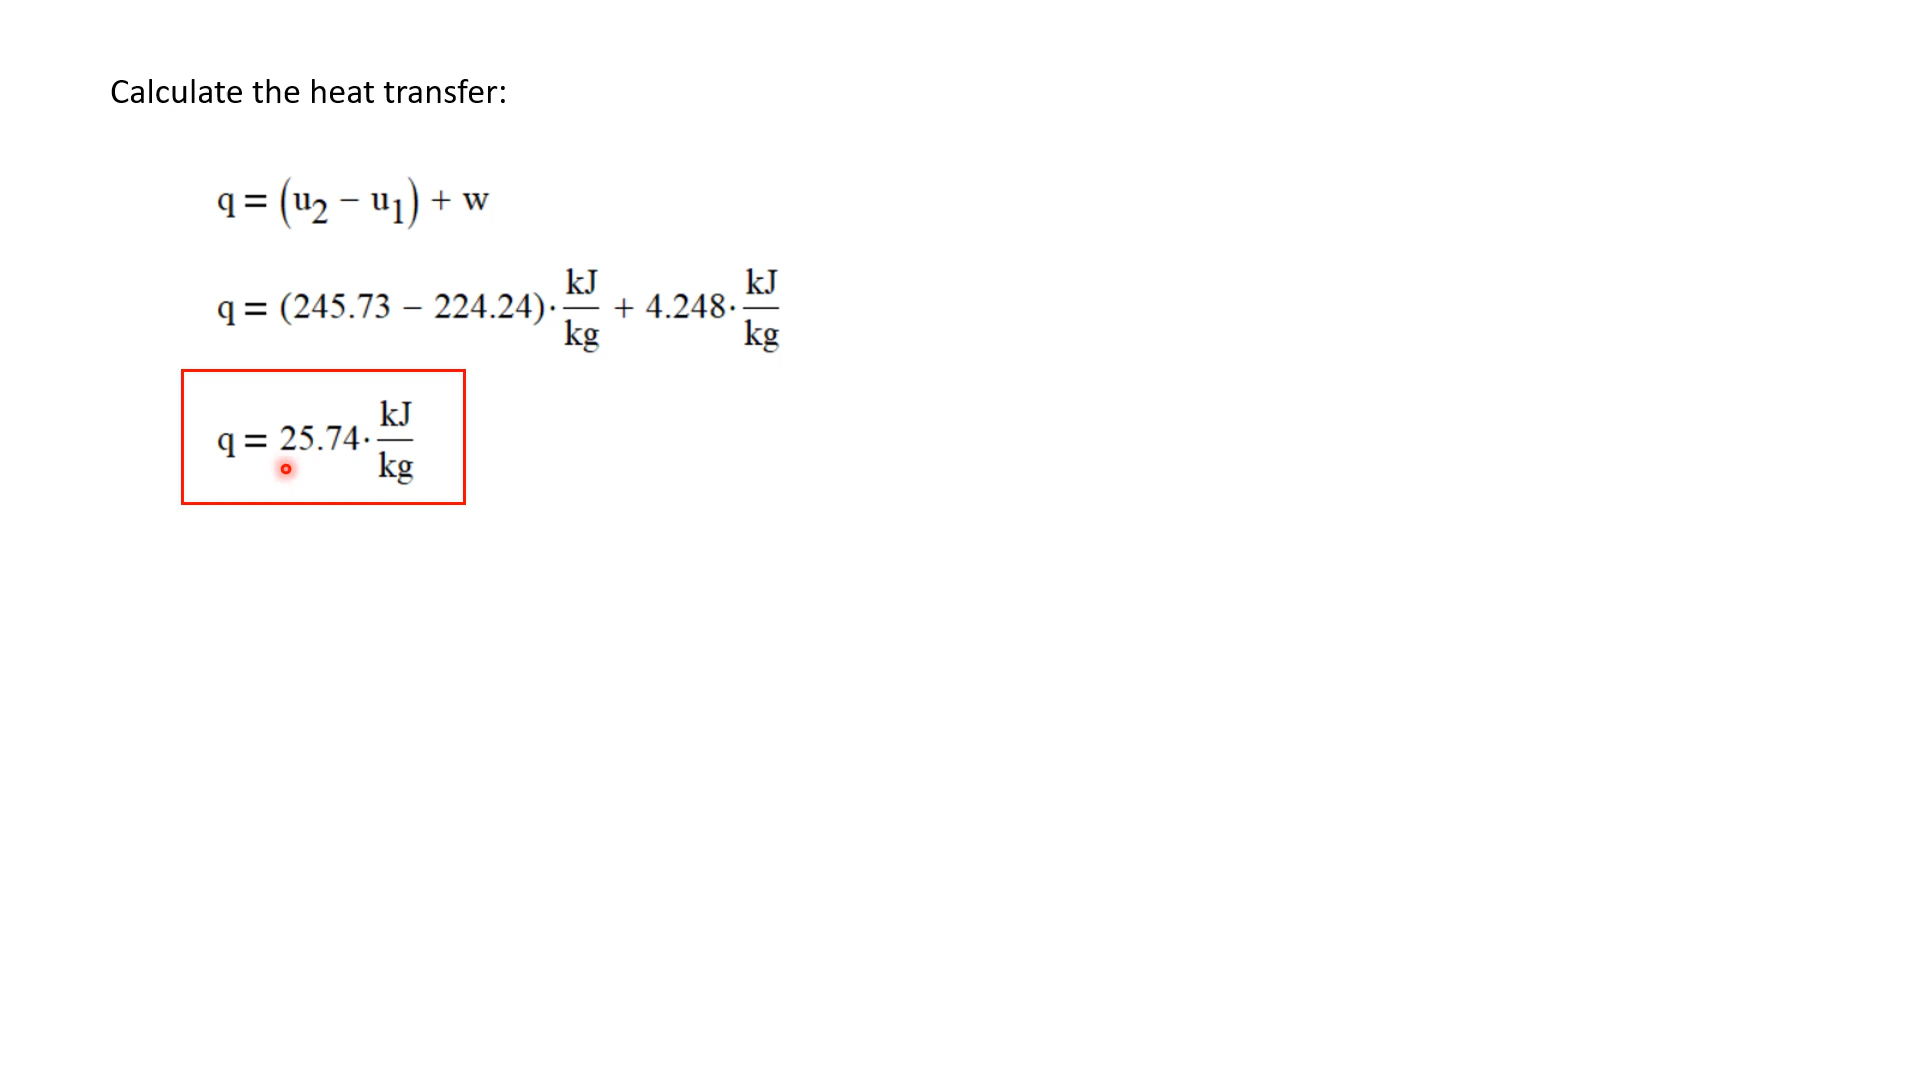 Calculate the heat transfer:
q = (u₂ − u₁) + w
q = (245.73 − 224.24)· kJ/kg + 4.248· kJ/kg
q = 25.74· kJ/kg